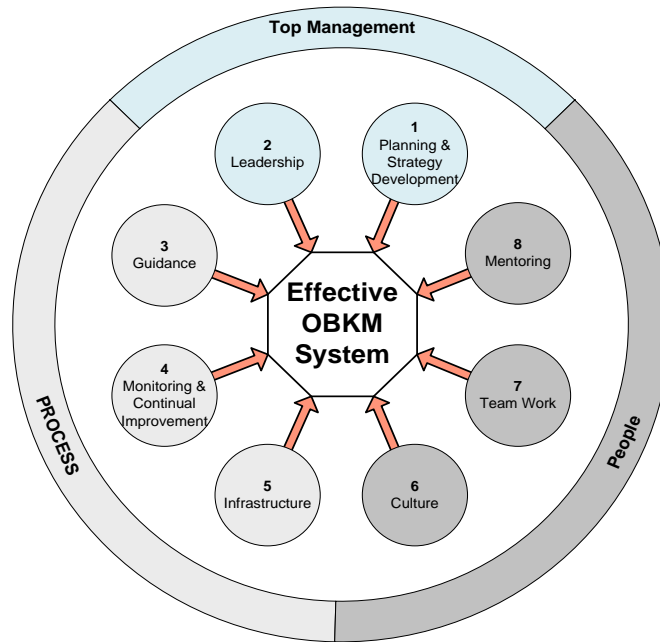 Top Management
1
Planning &
Strategy
Development
2
Leadership
3
Guidance
4
Monitoring &
Continual
Improvement
5
Infrastructure
6
Culture
7
Team Work
8
Mentoring
Effective
OBKM
System
PROCESS
People